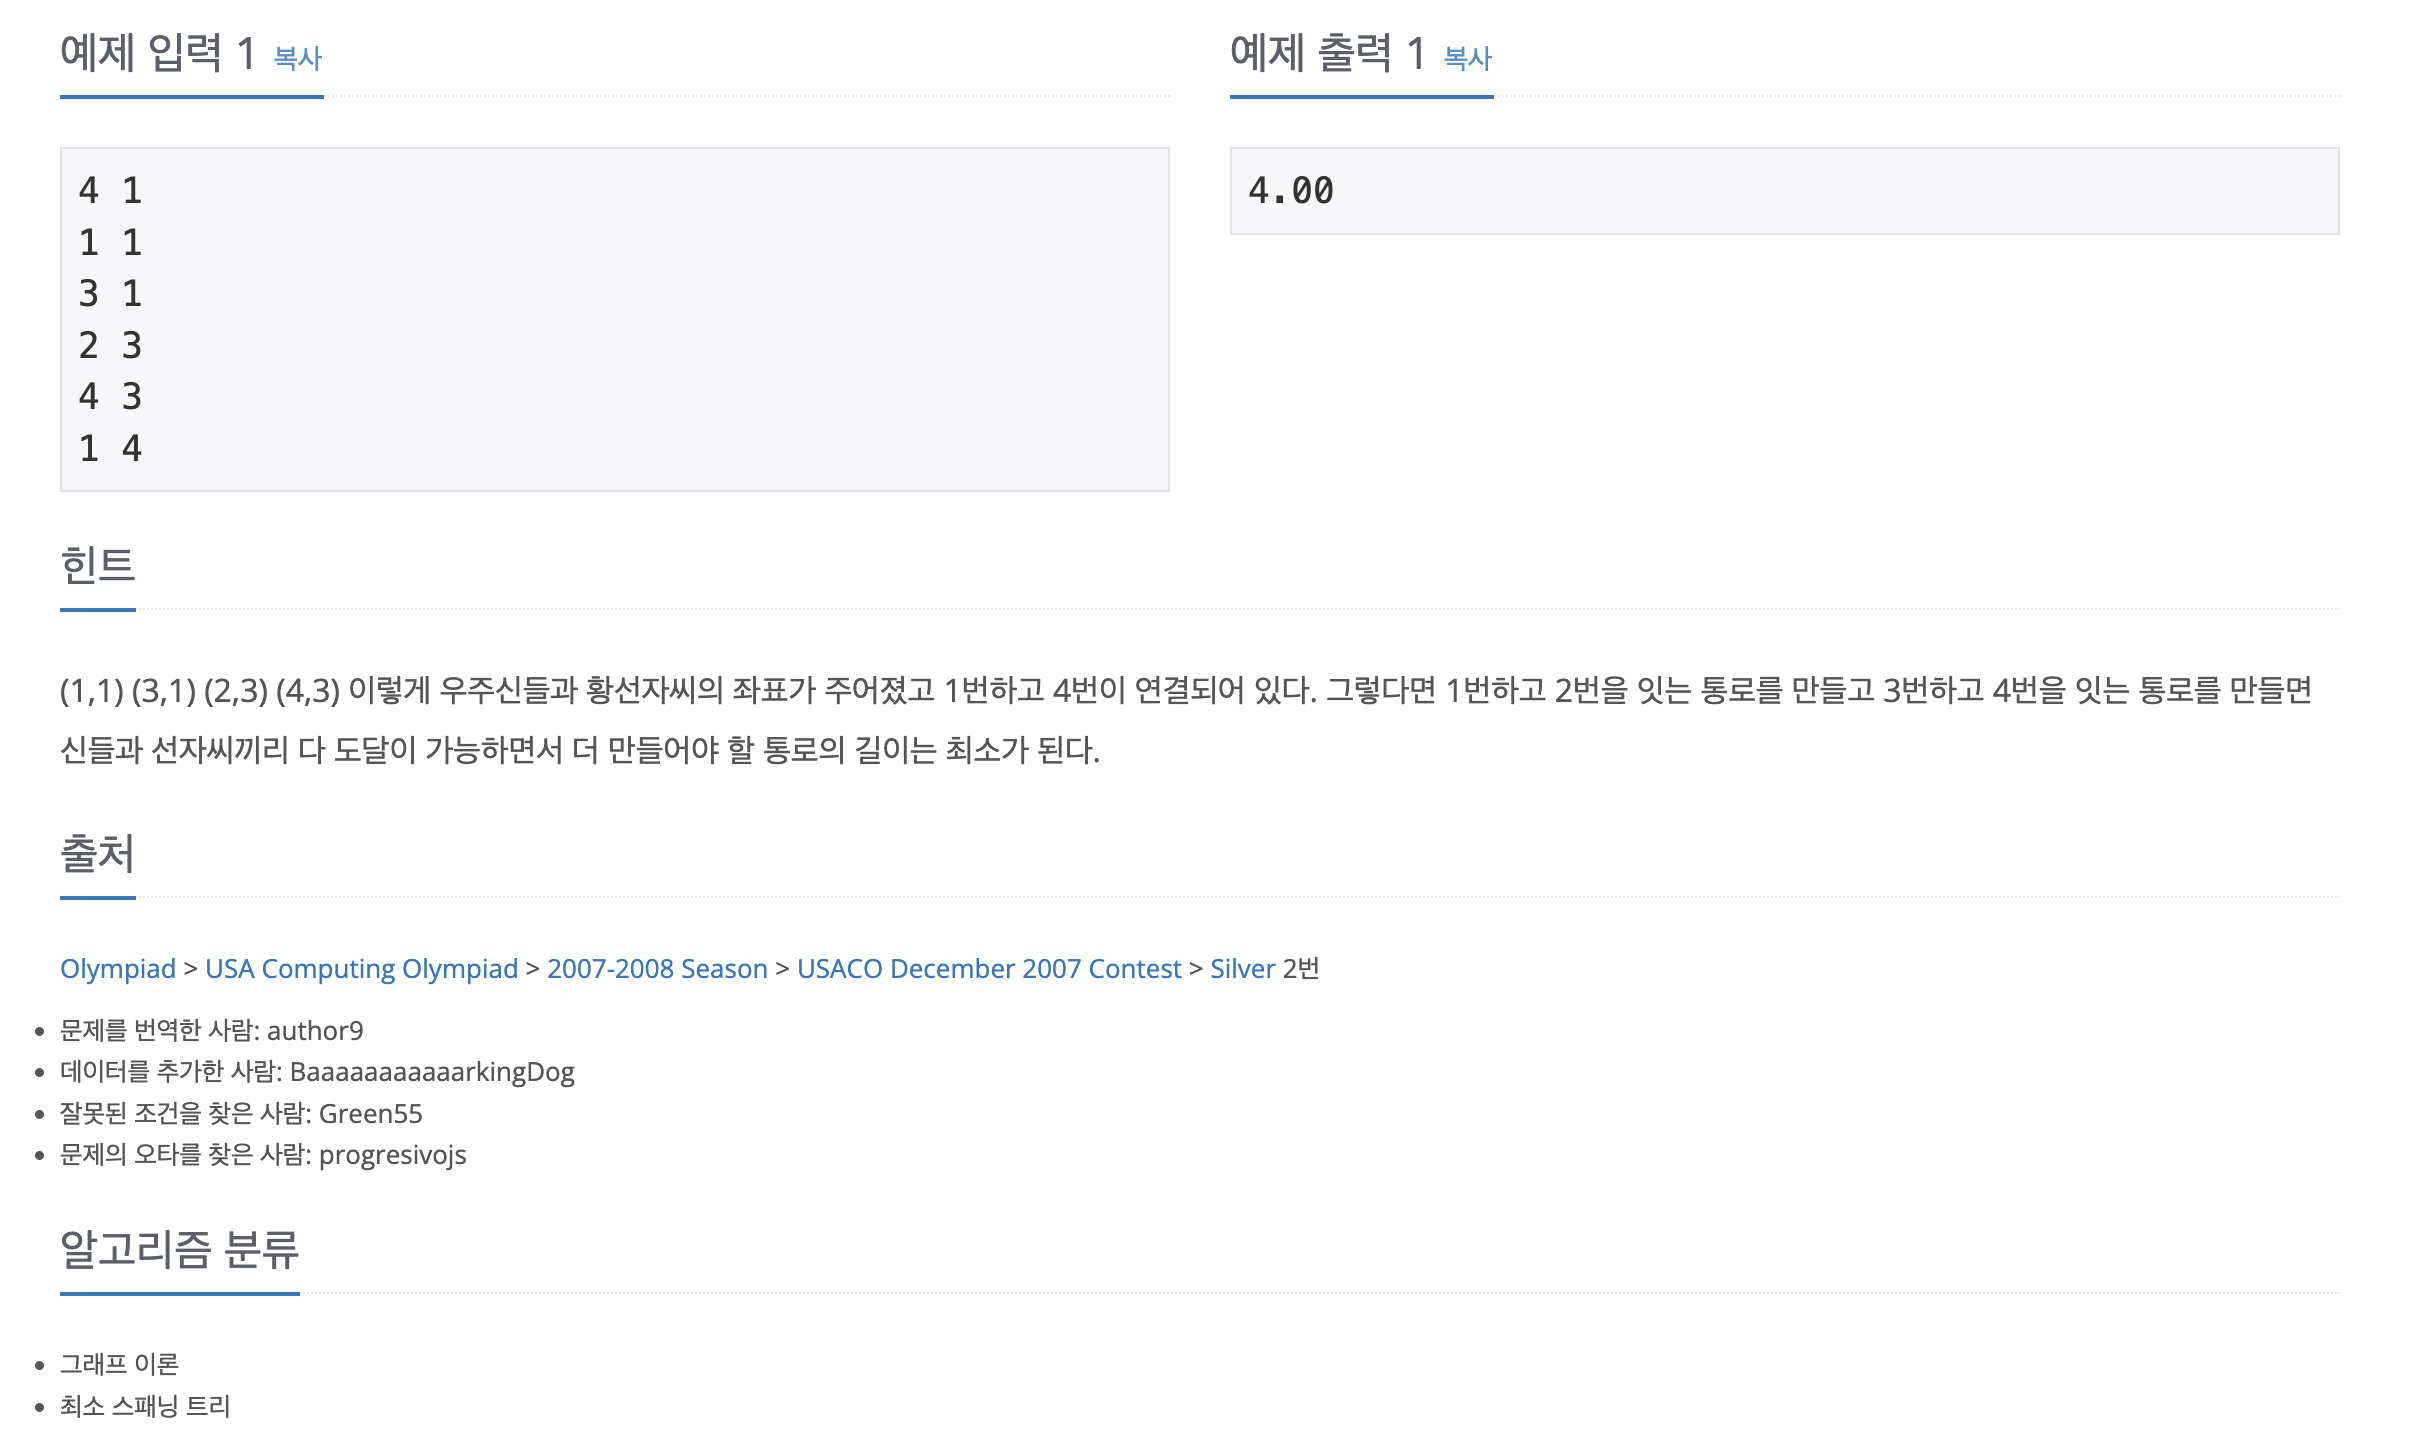 예제 입력 1 복사
4 1
1 1
3 1
2 3
4 3
1 4
예제 출력 1 복사
4.00
힌트
(1,1) (3,1) (2,3) (4,3) 이렇게 우주신들과 황선자씨의 좌표가 주어졌고 1번하고 4번이 연결되어 있다. 그렇다면 1번하고 2번을 잇는 통로를 만들고 3번하고 4번을 잇는 통로를 만들면
신들과 선자씨끼리 다 도달이 가능하면서 더 만들어야 할 통로의 길이는 최소가 된다.
출처
Olympiad > USA Computing Olympiad > 2007-2008 Season > USACO December 2007 Contest > Silver 2번
• 문제를 번역한 사람: author9
• 데이터를 추가한 사람: BaaaaaaaaaaarkingDog
• 잘못된 조건을 찾은 사람: Green55
• 문제의 오타를 찾은 사람: progresivojs
알고리즘 분류
• 그래프 이론
• 최소 스패닝 트리